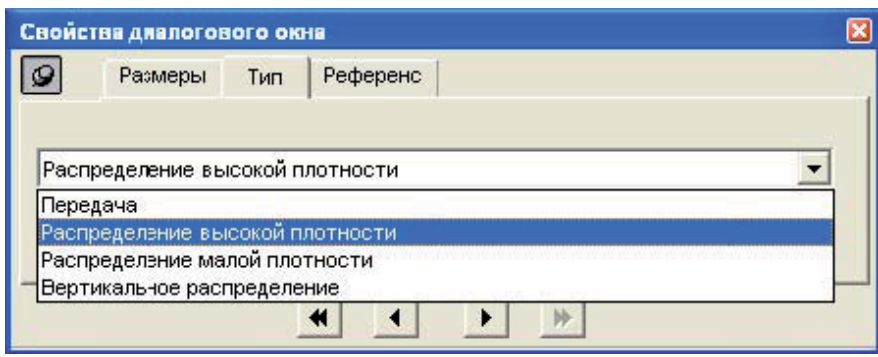 Свойства диалогового окна
Размеры Тип Референс
Распределение высокой плотности
Передача
Распределение высокой плотности
Распределение малой плотности
Вертикальное распределение